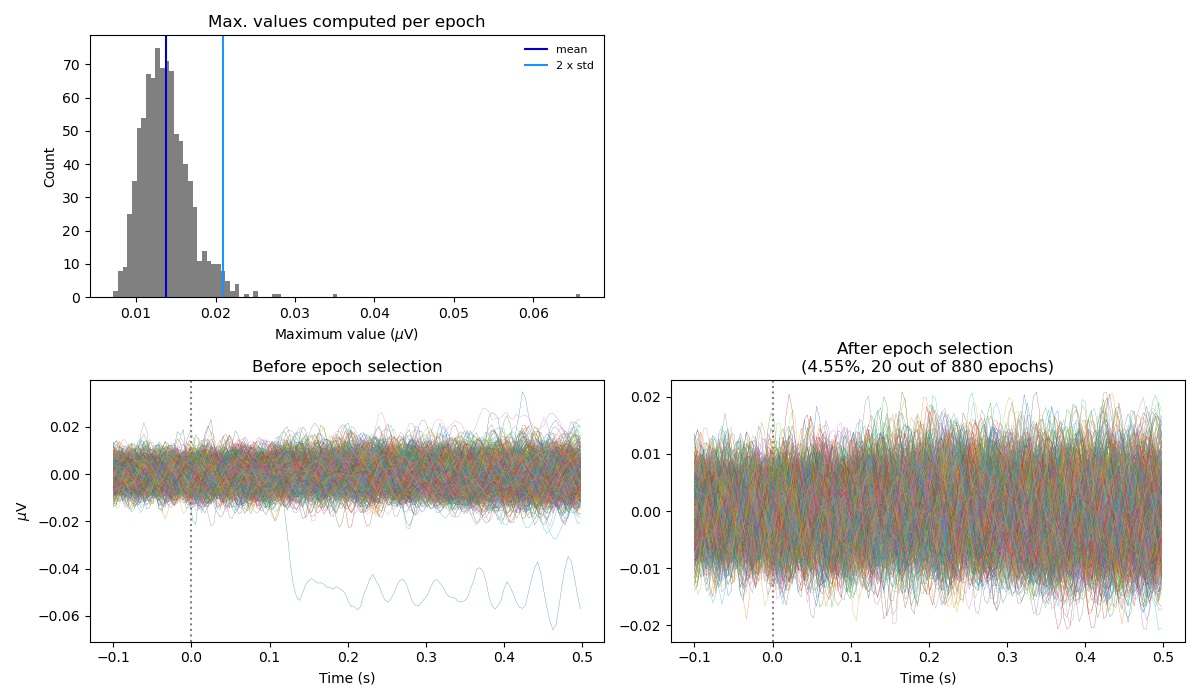 Max. values computed per epoch
mean
2 x std
Count
70
60
50
40
30
20
10
0
0.01 0.02 0.03 0.04 0.05 0.06
Maximum value (μV)
Before epoch selection
μV
0.02
0.00
−0.02
−0.04
−0.06
−0.1 0.0 0.1 0.2 0.3 0.4 0.5
Time (s)
After epoch selection
(4.55%, 20 out of 880 epochs)
0.02
0.01
0.00
−0.01
−0.02
−0.1 0.0 0.1 0.2 0.3 0.4 0.5
Time (s)